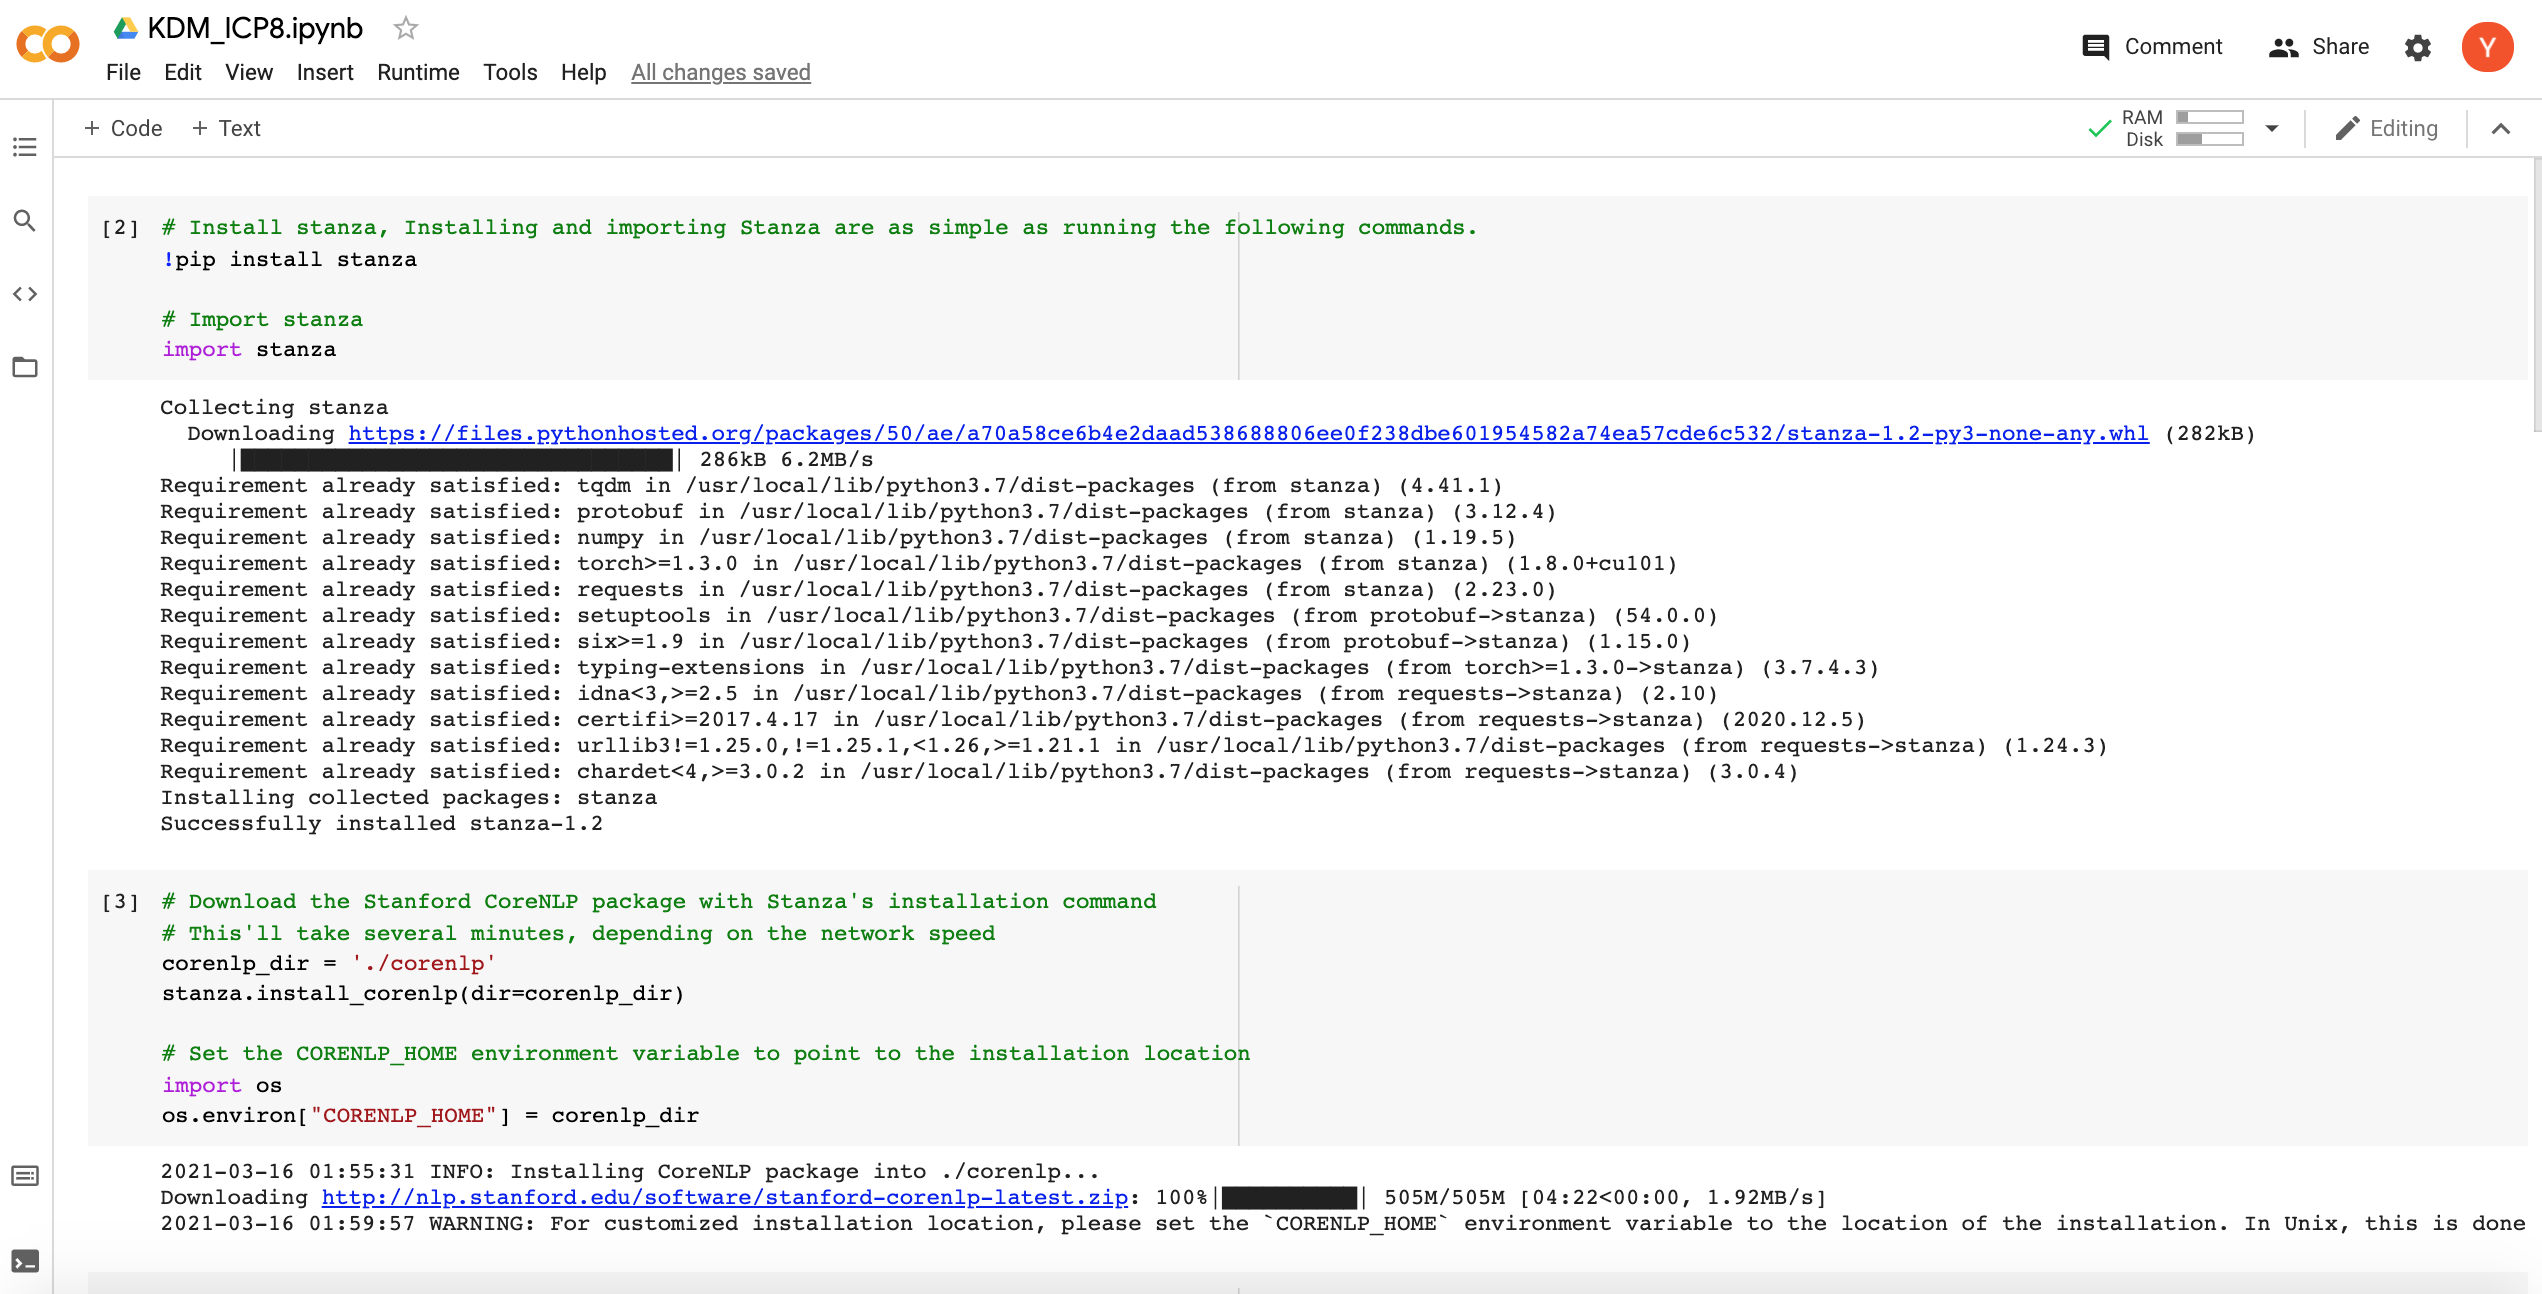 KDM_ICP8.ipynb
File Edit View Insert Runtime Tools Help All changes saved
Comment Share Y
+ Code + Text
RAM
Disk
Editing
[2] # Install stanza, Installing and importing Stanza are as simple as running the following commands.
!pip install stanza
# Import stanza
import stanza
Collecting stanza
Downloading https://files.pythonhosted.org/packages/50/ae/a70a58ce6b4e2daad538688806ee0f238dbe601954582a74ea57cde6c532/stanza-1.2-py3-none-any.whl (282kB)
|████████████████████████████████| 286kB 6.2MB/s
Requirement already satisfied: tqdm in /usr/local/lib/python3.7/dist-packages (from stanza) (4.41.1)
Requirement already satisfied: protobuf in /usr/local/lib/python3.7/dist-packages (from stanza) (3.12.4)
Requirement already satisfied: numpy in /usr/local/lib/python3.7/dist-packages (from stanza) (1.19.5)
Requirement already satisfied: torch>=1.3.0 in /usr/local/lib/python3.7/dist-packages (from stanza) (1.8.0+cu101)
Requirement already satisfied: requests in /usr/local/lib/python3.7/dist-packages (from stanza) (2.23.0)
Requirement already satisfied: setuptools in /usr/local/lib/python3.7/dist-packages (from protobuf->stanza) (54.0.0)
Requirement already satisfied: six>=1.9 in /usr/local/lib/python3.7/dist-packages (from protobuf->stanza) (1.15.0)
Requirement already satisfied: typing-extensions in /usr/local/lib/python3.7/dist-packages (from torch>=1.3.0->stanza) (3.7.4.3)
Requirement already satisfied: idna<3,>=2.5 in /usr/local/lib/python3.7/dist-packages (from requests->stanza) (2.10)
Requirement already satisfied: certifi>=2017.4.17 in /usr/local/lib/python3.7/dist-packages (from requests->stanza) (2020.12.5)
Requirement already satisfied: urllib3!=1.25.0,!=1.25.1,<1.26,>=1.21.1 in /usr/local/lib/python3.7/dist-packages (from requests->stanza) (1.24.3)
Requirement already satisfied: chardet<4,>=3.0.2 in /usr/local/lib/python3.7/dist-packages (from requests->stanza) (3.0.4)
Installing collected packages: stanza
Successfully installed stanza-1.2
[3] # Download the Stanford CoreNLP package with Stanza's installation command
# This'll take several minutes, depending on the network speed
corenlp_dir = './corenlp'
stanza.install_corenlp(dir=corenlp_dir)
# Set the CORENLP_HOME environment variable to point to the installation location
import os
os.environ["CORENLP_HOME"] = corenlp_dir
2021-03-16 01:55:31 INFO: Installing CoreNLP package into ./corenlp...
Downloading http://nlp.stanford.edu/software/stanford-corenlp-latest.zip: 100%|██████████| 505M/505M [04:22<00:00, 1.92MB/s]
2021-03-16 01:59:57 WARNING: For customized installation location, please set the `CORENLP_HOME` environment variable to the location of the installation. In Unix, this is done